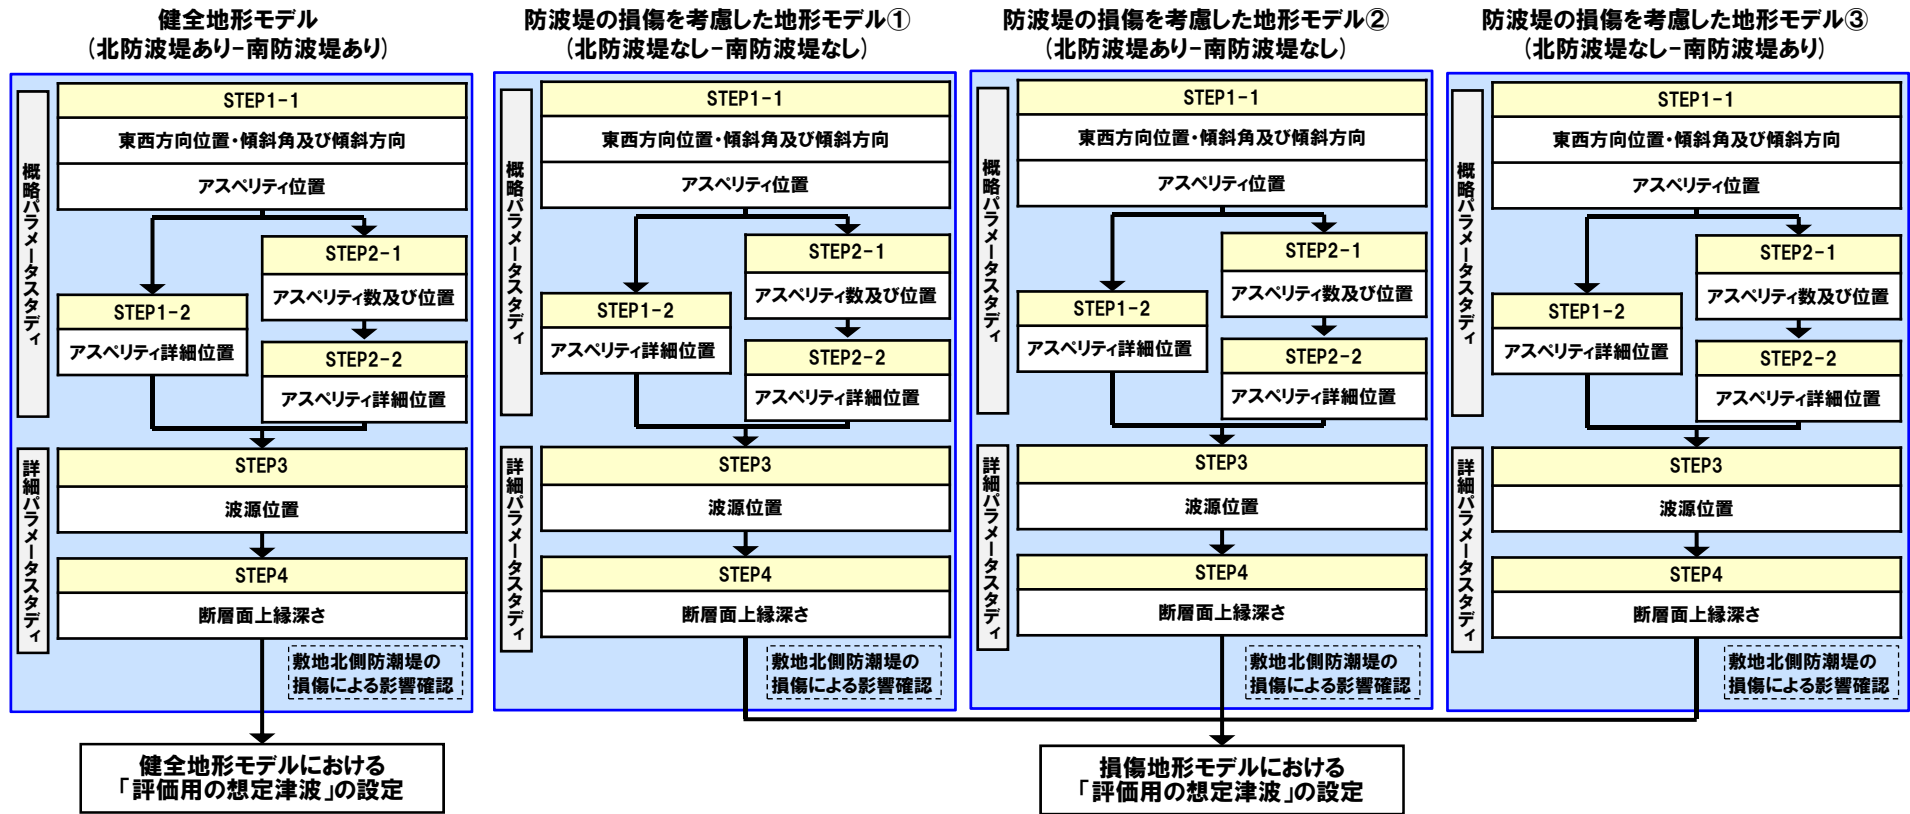 健全地形モデル
(北防波堤あり-南防波堤あり)
概略パラメータスタディ
STEP1-1
東西方向位置・傾斜角及び傾斜方向
アスペリティ位置
STEP2-1
アスペリティ数及び位置
STEP1-2
アスペリティ詳細位置
STEP2-2
アスペリティ詳細位置
詳細パラメータスタディ
STEP3
波源位置
STEP4
断層面上縁深さ
敷地北側防潮堤の
損傷による影響確認
健全地形モデルにおける
「評価用の想定津波」の設定
防波堤の損傷を考慮した地形モデル①
(北防波堤なし-南防波堤なし)
概略パラメータスタディ
STEP1-1
東西方向位置・傾斜角及び傾斜方向
アスペリティ位置
STEP2-1
アスペリティ数及び位置
STEP1-2
アスペリティ詳細位置
STEP2-2
アスペリティ詳細位置
詳細パラメータスタディ
STEP3
波源位置
STEP4
断層面上縁深さ
敷地北側防潮堤の
損傷による影響確認
防波堤の損傷を考慮した地形モデル②
(北防波堤あり-南防波堤なし)
概略パラメータスタディ
STEP1-1
東西方向位置・傾斜角及び傾斜方向
アスペリティ位置
STEP2-1
アスペリティ数及び位置
STEP1-2
アスペリティ詳細位置
STEP2-2
アスペリティ詳細位置
詳細パラメータスタディ
STEP3
波源位置
STEP4
断層面上縁深さ
敷地北側防潮堤の
損傷による影響確認
防波堤の損傷を考慮した地形モデル③
(北防波堤なし-南防波堤あり)
概略パラメータスタディ
STEP1-1
東西方向位置・傾斜角及び傾斜方向
アスペリティ位置
STEP2-1
アスペリティ数及び位置
STEP1-2
アスペリティ詳細位置
STEP2-2
アスペリティ詳細位置
詳細パラメータスタディ
STEP3
波源位置
STEP4
断層面上縁深さ
敷地北側防潮堤の
損傷による影響確認
損傷地形モデルにおける
「評価用の想定津波」の設定